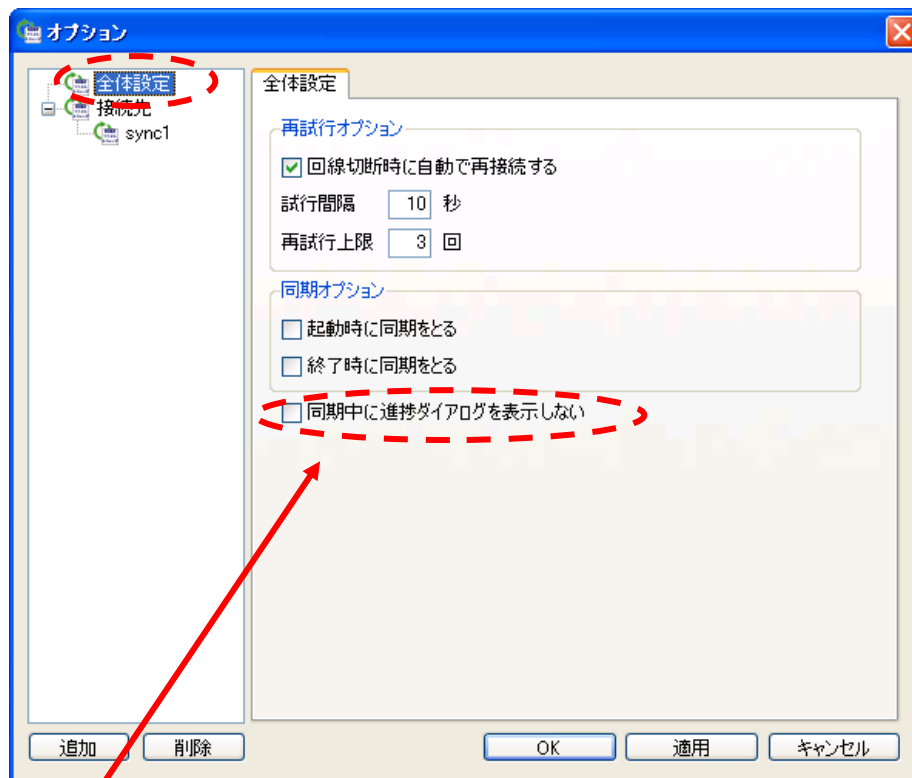 オプション
全体設定
接続先
sync1
全体設定
再試行オプション
回線切断時に自動で再接続する
試行間隔 10 秒
再試行上限 3 回
同期オプション
起動時に同期をとる
終了時に同期をとる
同期中に進捗ダイアログを表示しない
追加 削除 OK 適用 キャンセル